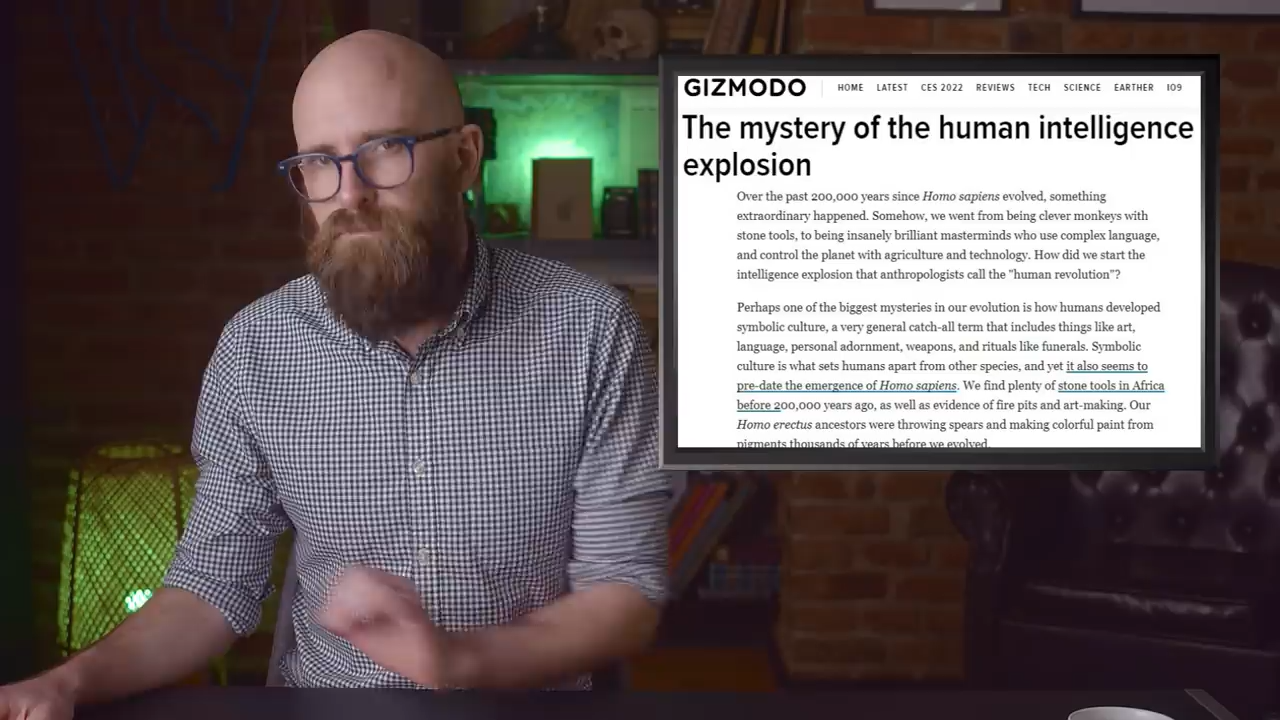 GIZMODO
HOME LATEST CES 2022 REVIEWS TECH SCIENCE EARTHER IO9
The mystery of the human intelligence
explosion
Over the past 200,000 years since Homo sapiens evolved, something
extraordinary happened. Somehow, we went from being clever monkeys with
stone tools, to being insanely brilliant masterminds who use complex language,
and control the planet with agriculture and technology. How did we start the
intelligence explosion that anthropologists call the "human revolution"?
Perhaps one of the biggest mysteries in our evolution is how humans developed
symbolic culture, a very general catch-all term that includes things like art,
language, personal adornment, weapons, and rituals like funerals. Symbolic
culture is what sets humans apart from other species, and yet it also seems to
pre-date the emergence of Homo sapiens. We find plenty of stone tools in Africa
before 200,000 years ago, as well as evidence of fire pits and art-making. Our
Homo erectus ancestors were throwing spears and making colorful paint from
pigments thousands of years before we evolved.